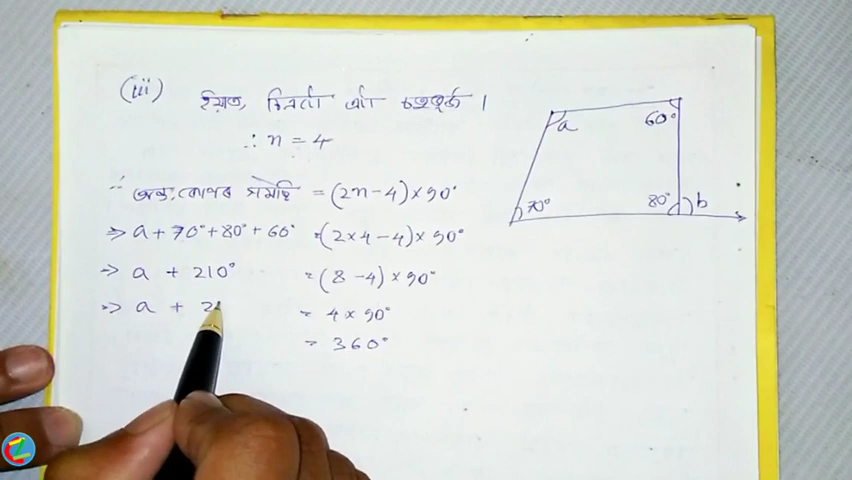 (iii) ইয়াত, চিত্ৰটো এটা চতুৰ্ভুজ ।
∴ n = 4
∴ অন্তঃকোণৰ সমষ্টি = (2n-4)×90°
⇒ a + 70° + 80° + 60° = (2×4-4)×90°
⇒ a + 210° = (8-4)×90°
⇒ a + 2
= 4×90°
= 360°
a 60°
70° 80° b